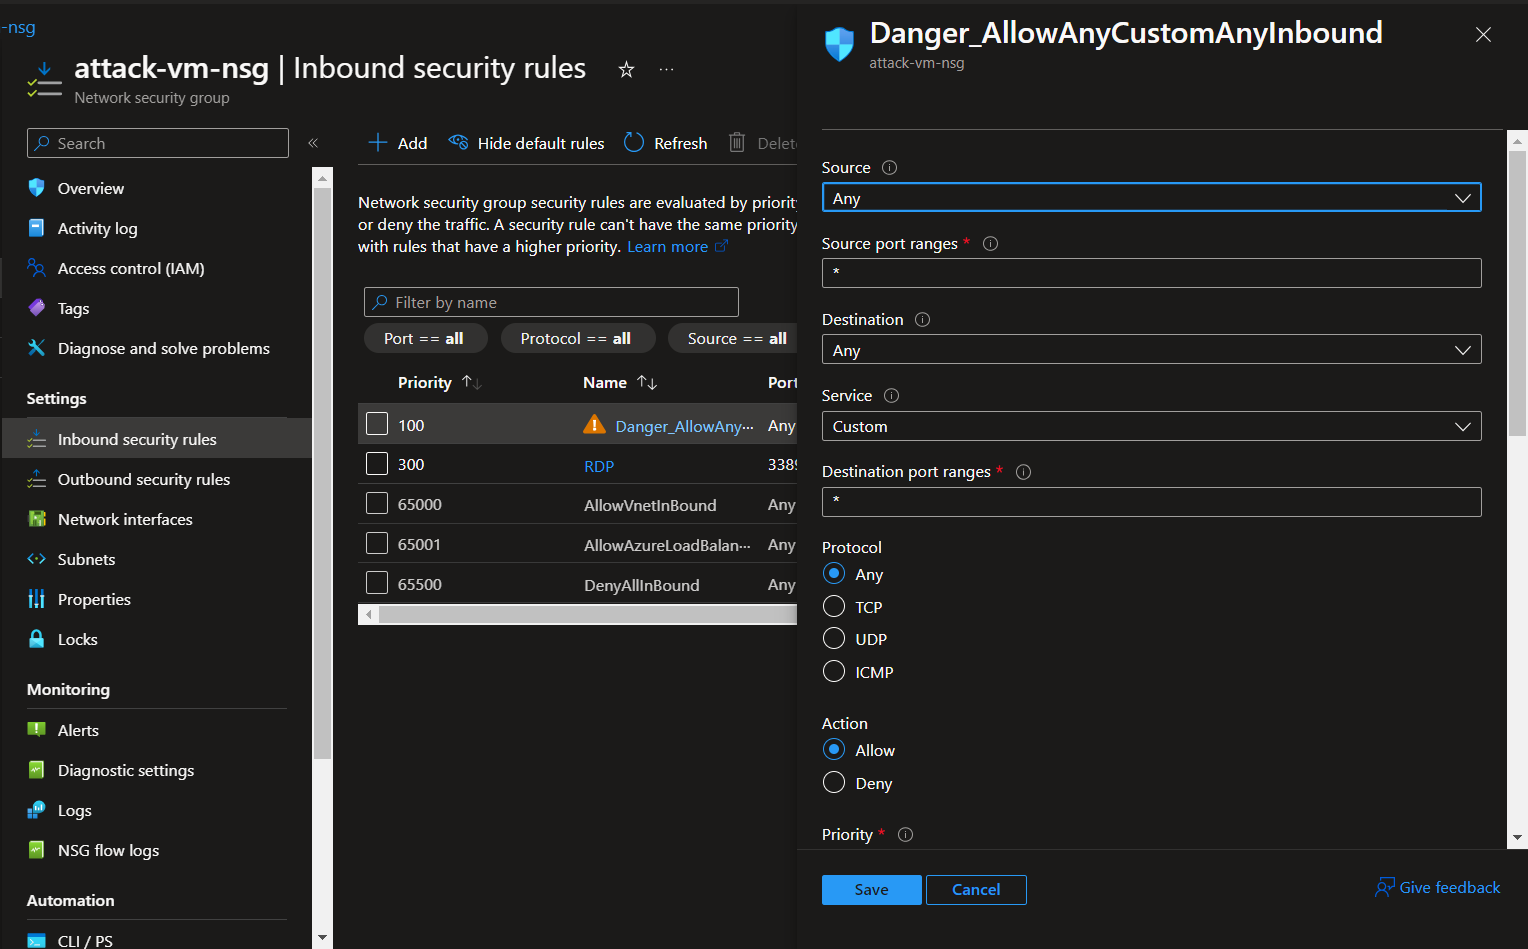 -nsg
attack-vm-nsg | Inbound security rules
Network security group
Search
Overview
Activity log
Access control (IAM)
Tags
Diagnose and solve problems
Settings
Inbound security rules
Outbound security rules
Network interfaces
Subnets
Properties
Locks
Monitoring
Alerts
Diagnostic settings
Logs
NSG flow logs
Automation
CLI / PS
Add Hide default rules Refresh Delet
Network security group security rules are evaluated by priorit
or deny the traffic. A security rule can't have the same priority
with rules that have a higher priority. Learn more
Filter by name
Port == all Protocol == all Source == all
Priority ↑↓ Name ↑↓ Port
100 Danger_AllowAny··· Any
300 RDP 3389
65000 AllowVnetInBound Any
65001 AllowAzureLoadBalan··· Any
65500 DenyAllInBound Any
Danger_AllowAnyCustomAnyInbound
attack-vm-nsg
Source
Any
Source port ranges *
*
Destination
Any
Service
Custom
Destination port ranges *
*
Protocol
Any
TCP
UDP
ICMP
Action
Allow
Deny
Priority *
Save Cancel
Give feedback